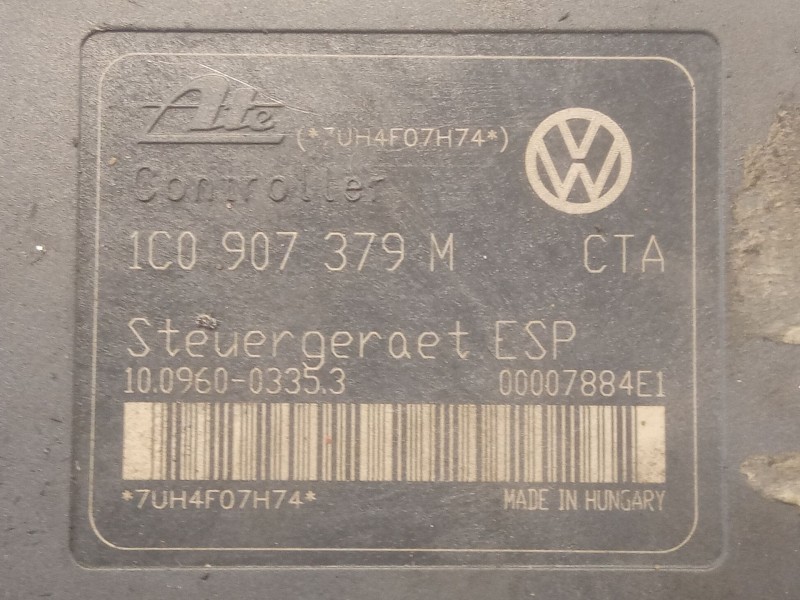 Ate (*7UH4F07H74*)
Controller
1C0 907 379 M CTA
Steuergeraet ESP
10.0960-0335.3 00007884E1
*7UH4F07H74* MADE IN HUNGARY